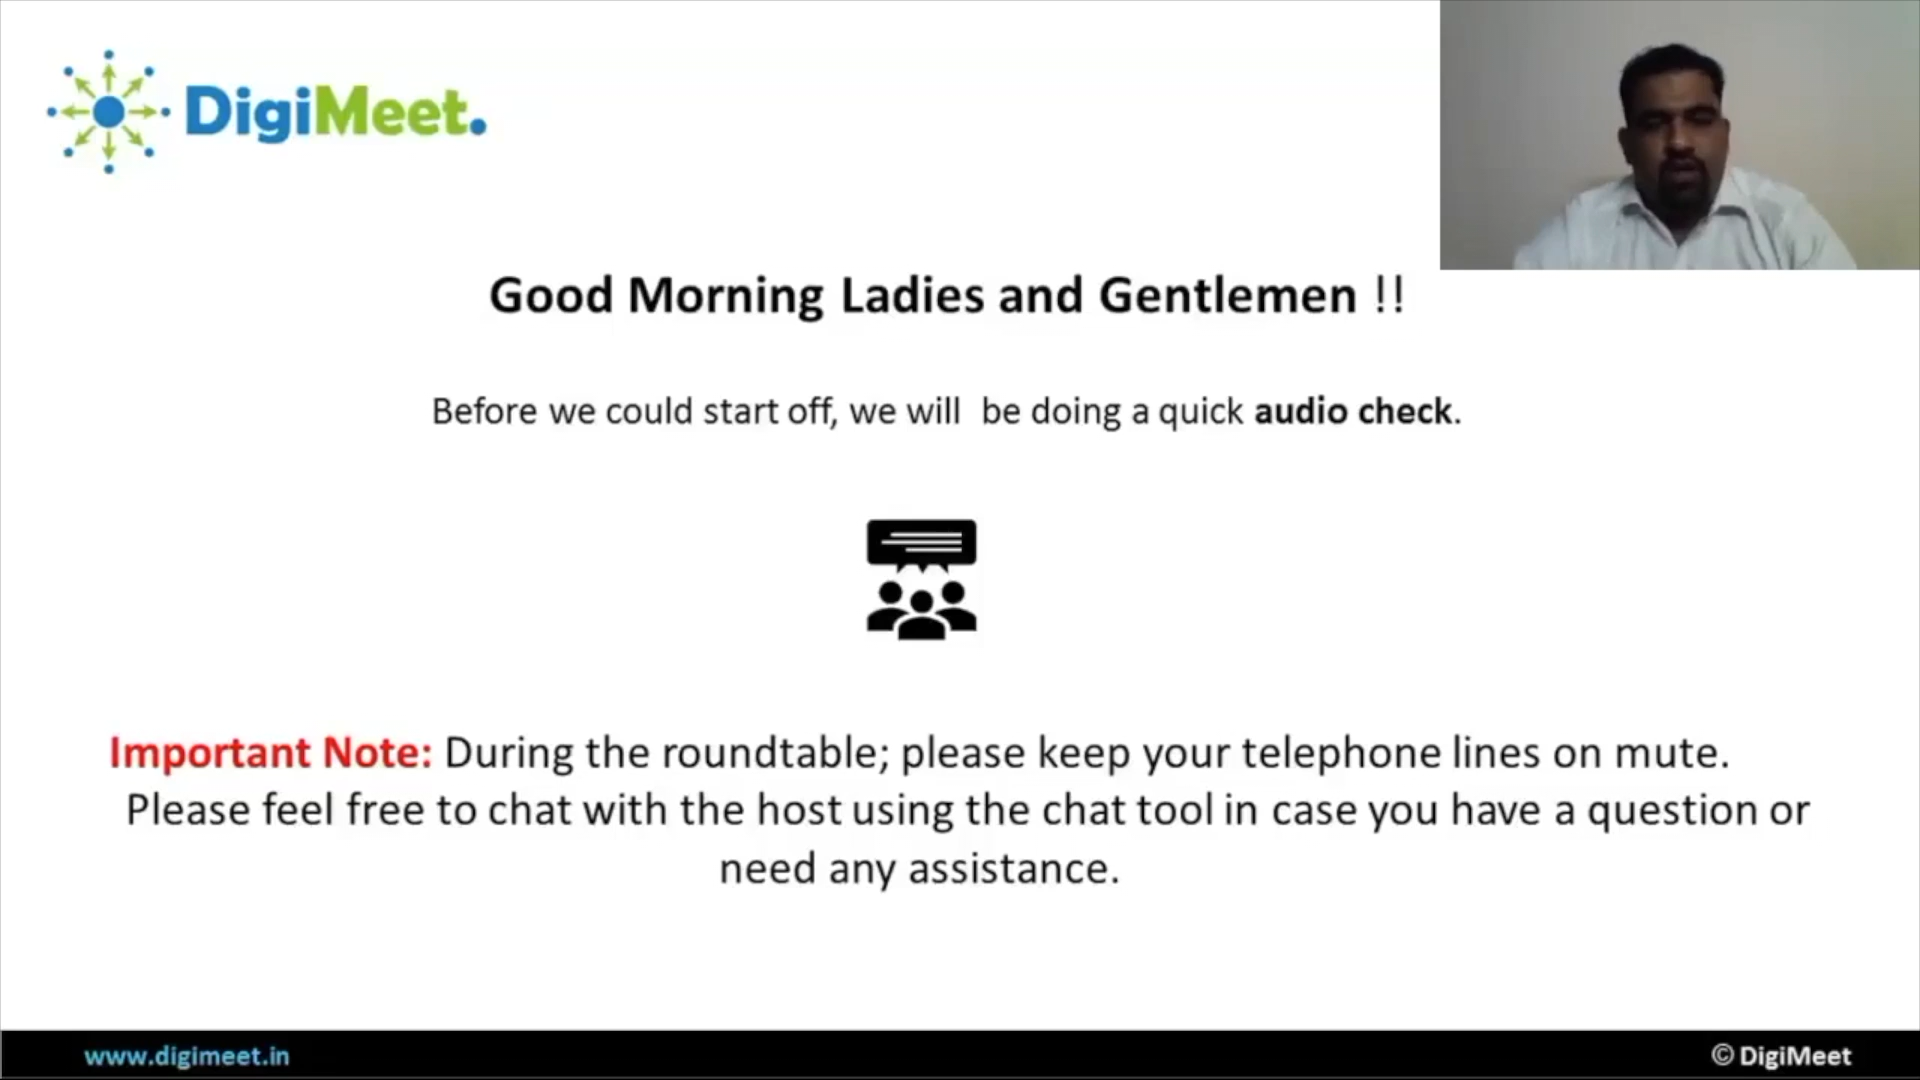 DigiMeet.
Good Morning Ladies and Gentlemen !!
Before we could start off, we will  be doing a quick audio check.
Important Note: During the roundtable; please keep your telephone lines on mute.
Please feel free to chat with the host using the chat tool in case you have a question or
need any assistance.
www.digimeet.in
© DigiMeet